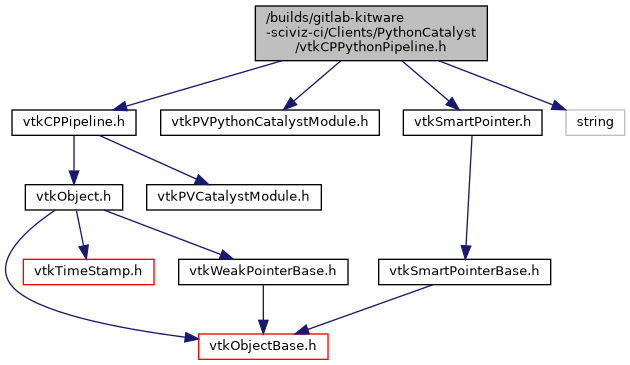 /builds/gitlab-kitware
-sciviz-ci/Clients/PythonCatalyst
/vtkCPPythonPipeline.h
vtkCPPipeline.h
vtkPVPythonCatalystModule.h
vtkSmartPointer.h
string
vtkObject.h
vtkPVCatalystModule.h
vtkTimeStamp.h
vtkWeakPointerBase.h
vtkSmartPointerBase.h
vtkObjectBase.h